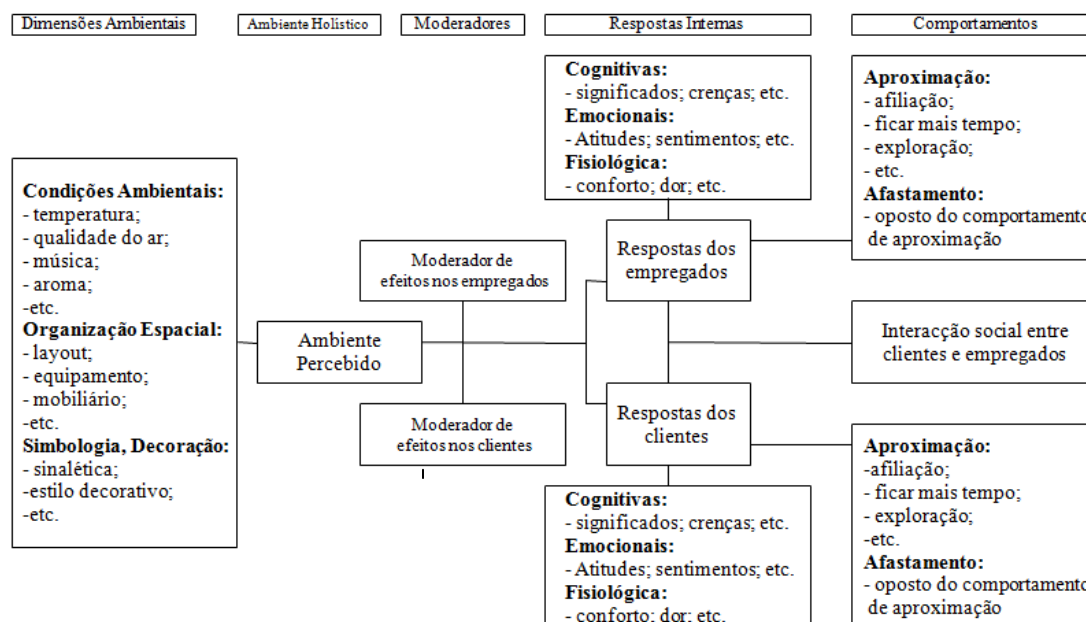 Dimensões Ambientais
Ambiente Holístico
Moderadores
Respostas Internas
Comportamentos
Condições Ambientais:
- temperatura;
- qualidade do ar;
- música;
- aroma;
-etc.
Organização Espacial:
- layout;
- equipamento;
- mobiliário;
-etc.
Simbologia, Decoração:
- sinalética;
-estilo decorativo;
-etc.
Ambiente
Percebido
Moderador de
efeitos nos empregados
Moderador de
efeitos nos clientes
Cognitivas:
- significados; crenças; etc.
Emocionais:
- Atitudes; sentimentos; etc.
Fisiológica:
- conforto; dor; etc.
Respostas dos
empregados
Respostas dos
clientes
Cognitivas:
- significados; crenças; etc.
Emocionais:
- Atitudes; sentimentos; etc.
Fisiológica:
- conforto; dor; etc.
Aproximação:
- afiliação;
- ficar mais tempo;
- exploração;
- etc.
Afastamento:
- oposto do comportamento
de aproximação
Interacção social entre
clientes e empregados
Aproximação:
-afiliação;
- ficar mais tempo;
- exploração;
-etc.
Afastamento:
- oposto do comportamento
de aproximação